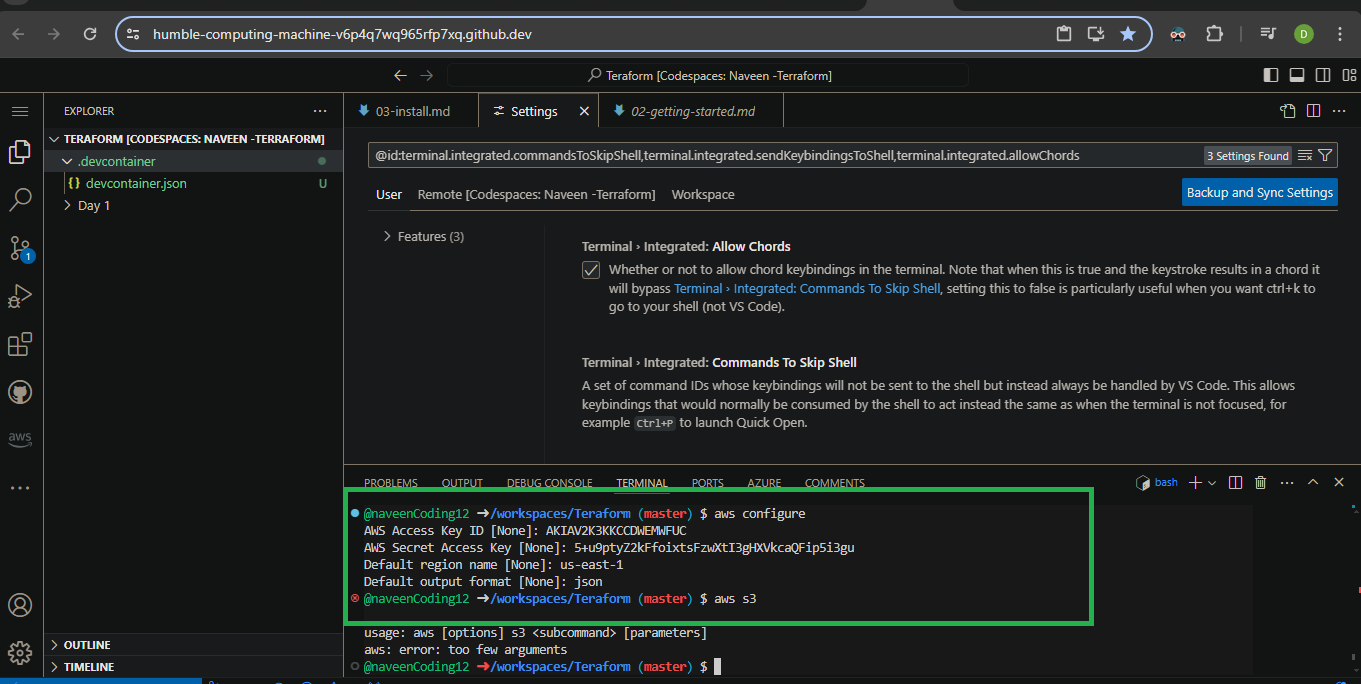 humble-computing-machine-v6p4q7wq965rfp7xq.github.dev
D
Teraform [Codespaces: Naveen -Terraform]
EXPLORER
03-install.md
Settings
02-getting-started.md
TERAFORM [CODESPACES: NAVEEN -TERRAFORM]
.devcontainer
{} devcontainer.json U
Day 1
@id:terminal.integrated.commandsToSkipShell,terminal.integrated.sendKeybindingsToShell,terminal.integrated.allowChords
3 Settings Found
User
Remote [Codespaces: Naveen -Terraform]
Workspace
Backup and Sync Settings
Features (3)
Terminal › Integrated: Allow Chords
Whether or not to allow chord keybindings in the terminal. Note that when this is true and the keystroke results in a chord it
will bypass Terminal › Integrated: Commands To Skip Shell, setting this to false is particularly useful when you want ctrl+k to
go to your shell (not VS Code).
Terminal › Integrated: Commands To Skip Shell
A set of command IDs whose keybindings will not be sent to the shell but instead always be handled by VS Code. This allows
keybindings that would normally be consumed by the shell to act instead the same as when the terminal is not focused, for
example Ctrl+P to launch Quick Open.
1
aws
PROBLEMS
OUTPUT
DEBUG CONSOLE
TERMINAL
PORTS
AZURE
COMMENTS
bash
@naveenCoding12 ➜/workspaces/Teraform (master) $ aws configure
AWS Access Key ID [None]: AKIAV2K3KKCCDWEMWFUC
AWS Secret Access Key [None]: 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
Default region name [None]: us-east-1
Default output format [None]: json
@naveenCoding12 ➜/workspaces/Teraform (master) $ aws s3
usage: aws [options] s3 <subcommand> [parameters]
aws: error: too few arguments
@naveenCoding12 ➜/workspaces/Teraform (master) $
OUTLINE
TIMELINE